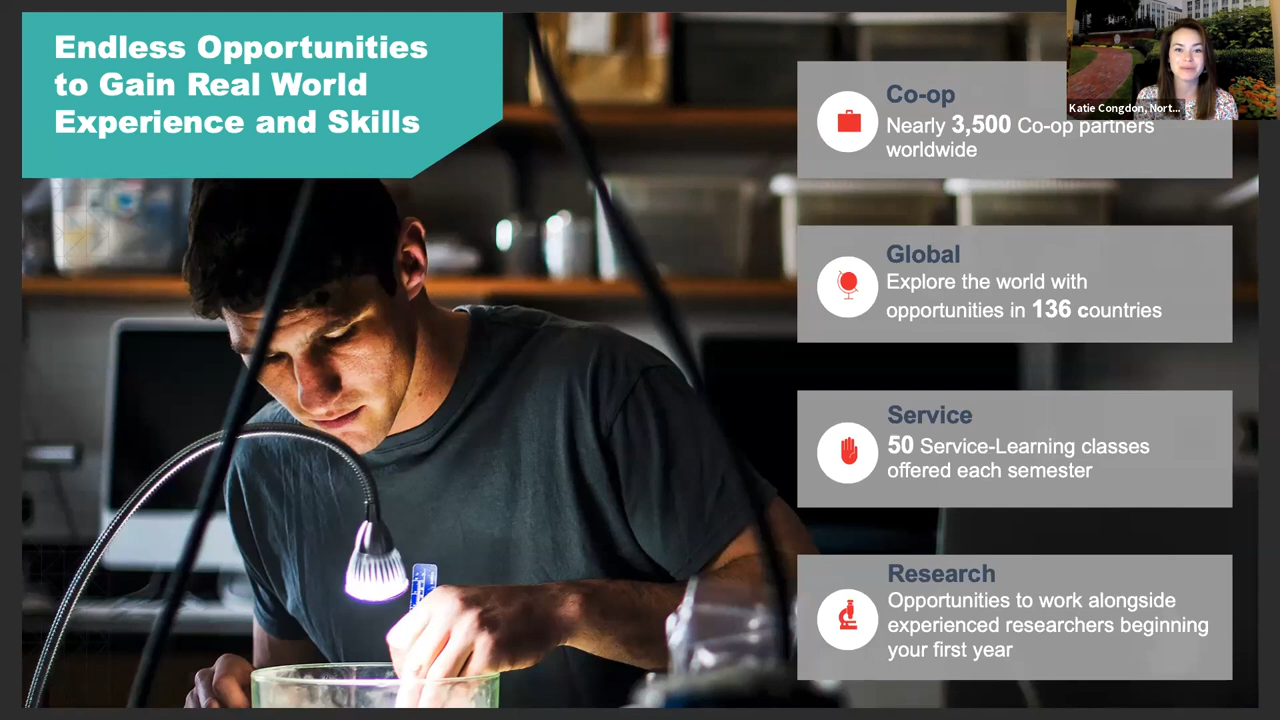 Endless Opportunities
to Gain Real World
Experience and Skills
Katie Congdon, Nort...
Co-op
Nearly 3,500 Co-op partners
worldwide
Global
Explore the world with
opportunities in 136 countries
Service
50 Service-Learning classes
offered each semester
Research
Opportunities to work alongside
experienced researchers beginning
your first year